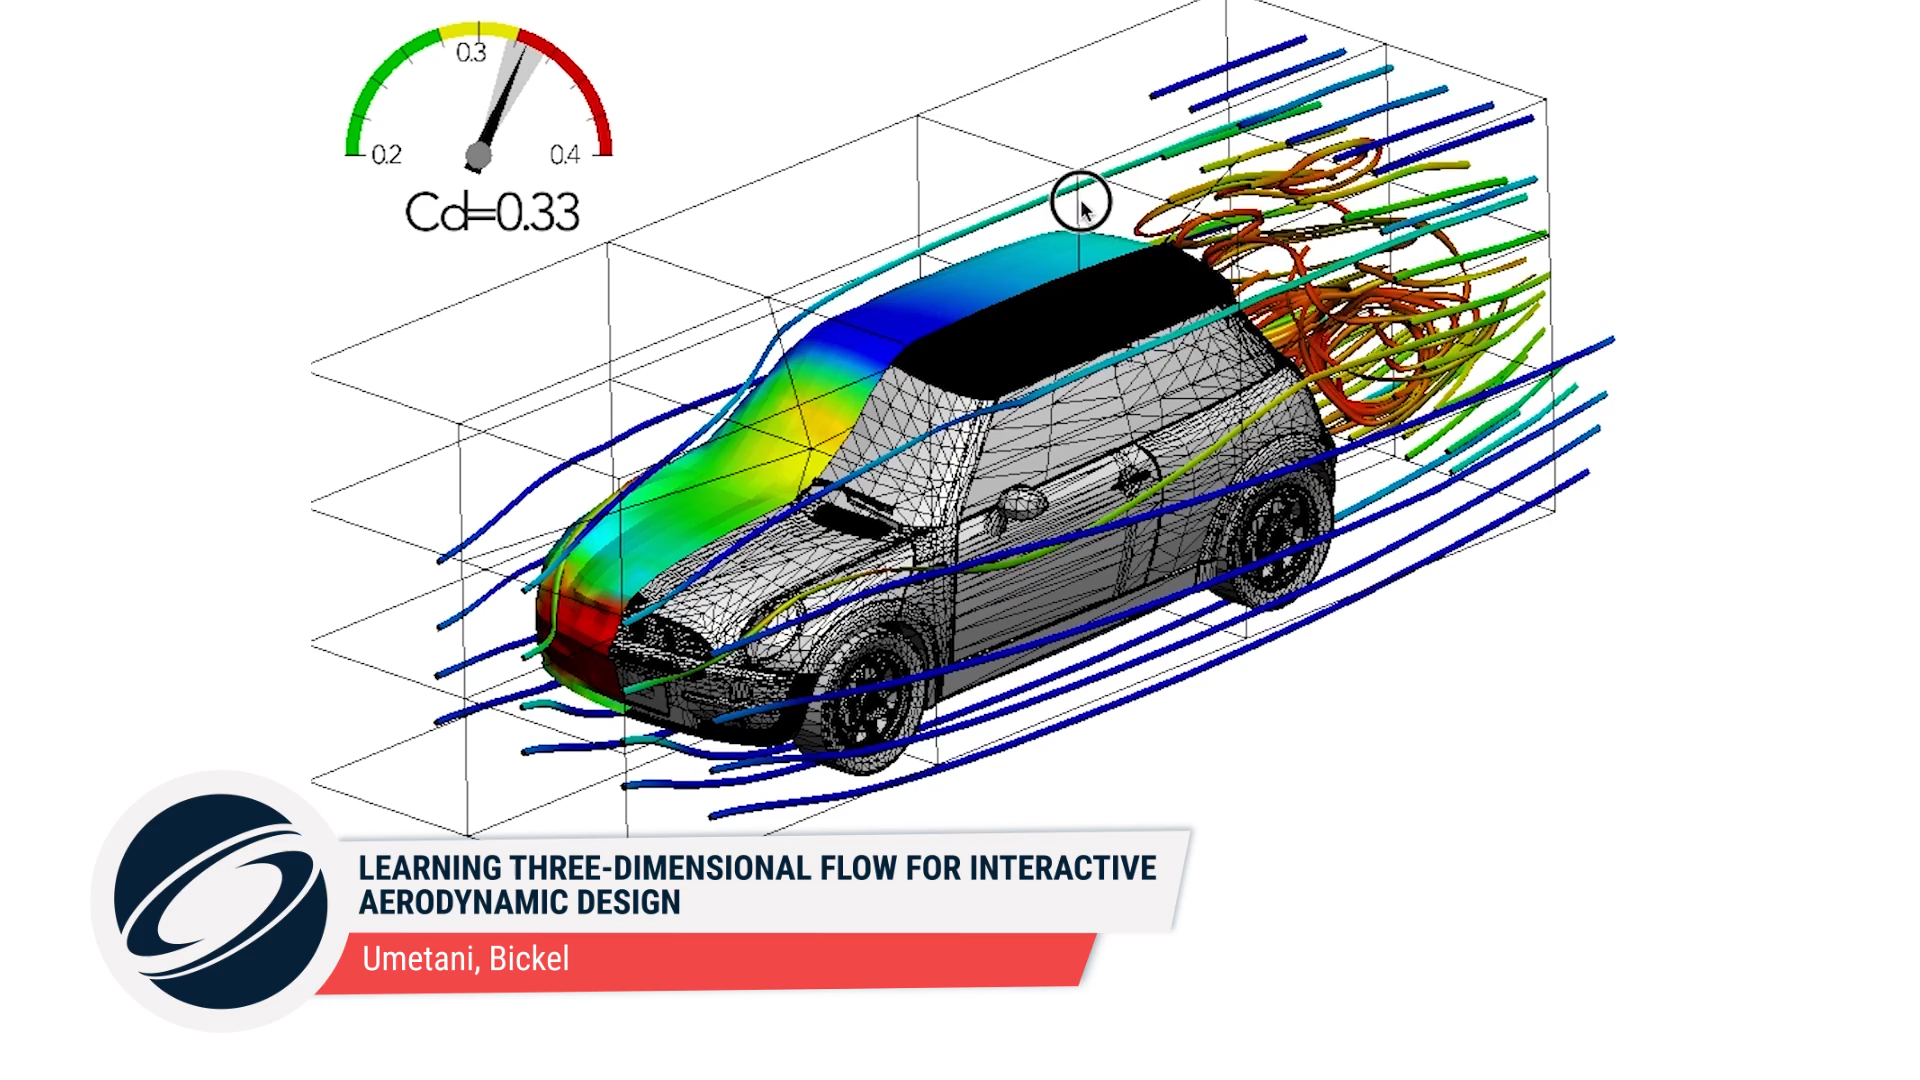 0.3
0.2
0.4
Cd=0.33
LEARNING THREE-DIMENSIONAL FLOW FOR INTERACTIVE
AERODYNAMIC DESIGN
Umetani, Bickel